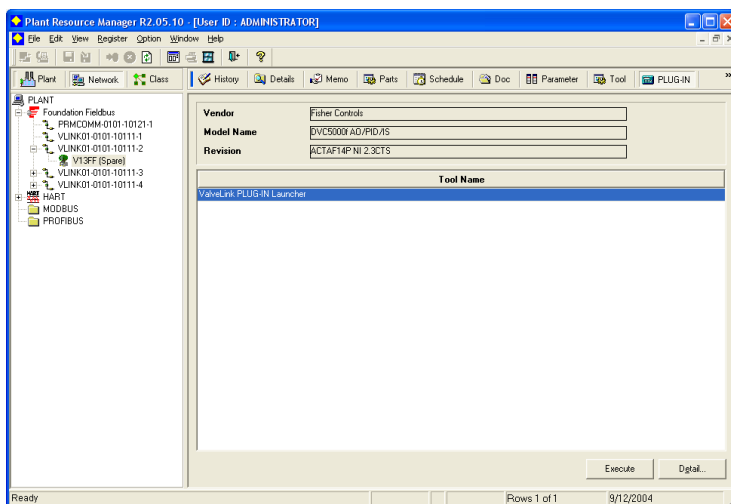 Plant Resource Manager R2.05.10 - [User ID : ADMINISTRATOR]
File Edit View Register Option Window Help
Plant Network Class History Details Memo Parts Schedule Doc Parameter Tool PLUG-IN »
PLANT
Foundation Fieldbus
PRMCOMM-0101-10121-1
VLINK01-0101-10111-1
VLINK01-0101-10111-2
V13FF (Spare)
VLINK01-0101-10111-3
VLINK01-0101-10111-4
HART
MODBUS
PROFIBUS
Vendor Fisher Controls
Model Name DVC5000f AO/PID/IS
Revision ACTAF14P NI 2.3CTS
Tool Name
ValveLink PLUG-IN Launcher
Execute Detail...
Ready Rows 1 of 1 9/12/2004